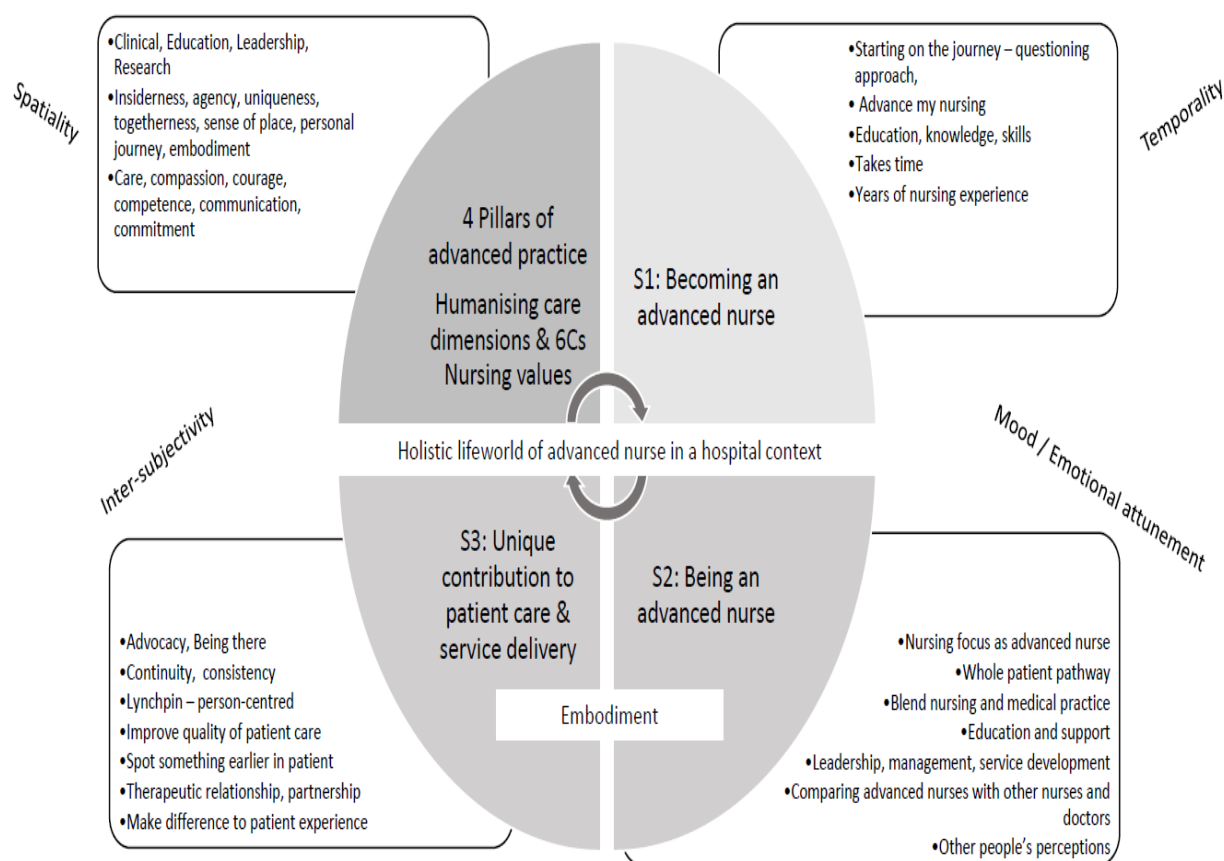 Spatiality
•Clinical, Education, Leadership,
Research
•Insiderness, agency, uniqueness,
togetherness, sense of place, personal
journey, embodiment
•Care, compassion, courage,
competence, communication,
commitment
Temporality
•Starting on the journey – questioning
approach,
• Advance my nursing
•Education, knowledge, skills
•Takes time
•Years of nursing experience
4 Pillars of
advanced practice
Humanising care
dimensions & 6Cs
Nursing values
S1: Becoming an
advanced nurse
Holistic lifeworld of advanced nurse in a hospital context
Inter-subjectivity
Mood / Emotional attunement
S3: Unique
contribution to
patient care &
service delivery
S2: Being an
advanced nurse
Embodiment
•Advocacy, Being there
•Continuity, consistency
•Lynchpin – person-centred
•Improve quality of patient care
•Spot something earlier in patient
•Therapeutic relationship, partnership
•Make difference to patient experience
•Nursing focus as advanced nurse
•Whole patient pathway
•Blend nursing and medical practice
•Education and support
•Leadership, management, service development
•Comparing advanced nurses with other nurses and
doctors
•Other people's perceptions